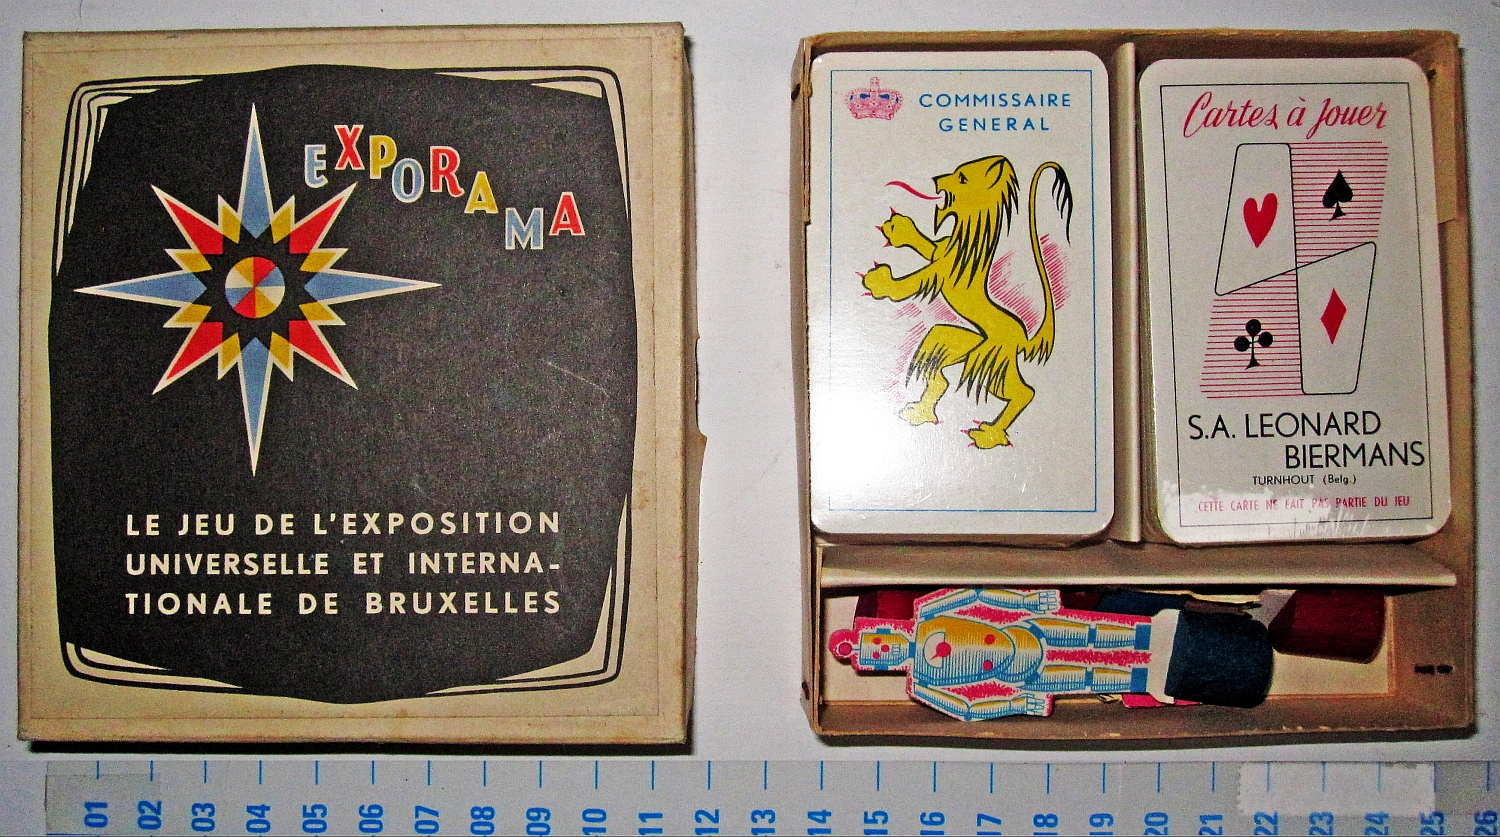 EXPORAMA
LE JEU DE L'EXPOSITION
UNIVERSELLE ET INTERNA-
TIONALE DE BRUXELLES
COMMISSAIRE
GENERAL
Cartes à Jouer
S.A. LEONARD
BIERMANS
TURNHOUT (Belg.)
CETTE CARTE NE FAIT PAS PARTIE DU JEU
01 02 03 04 05 06 07 08 09 10 11 12 13 14 15 16 17 18 19 20 21 22 23 24 25 26